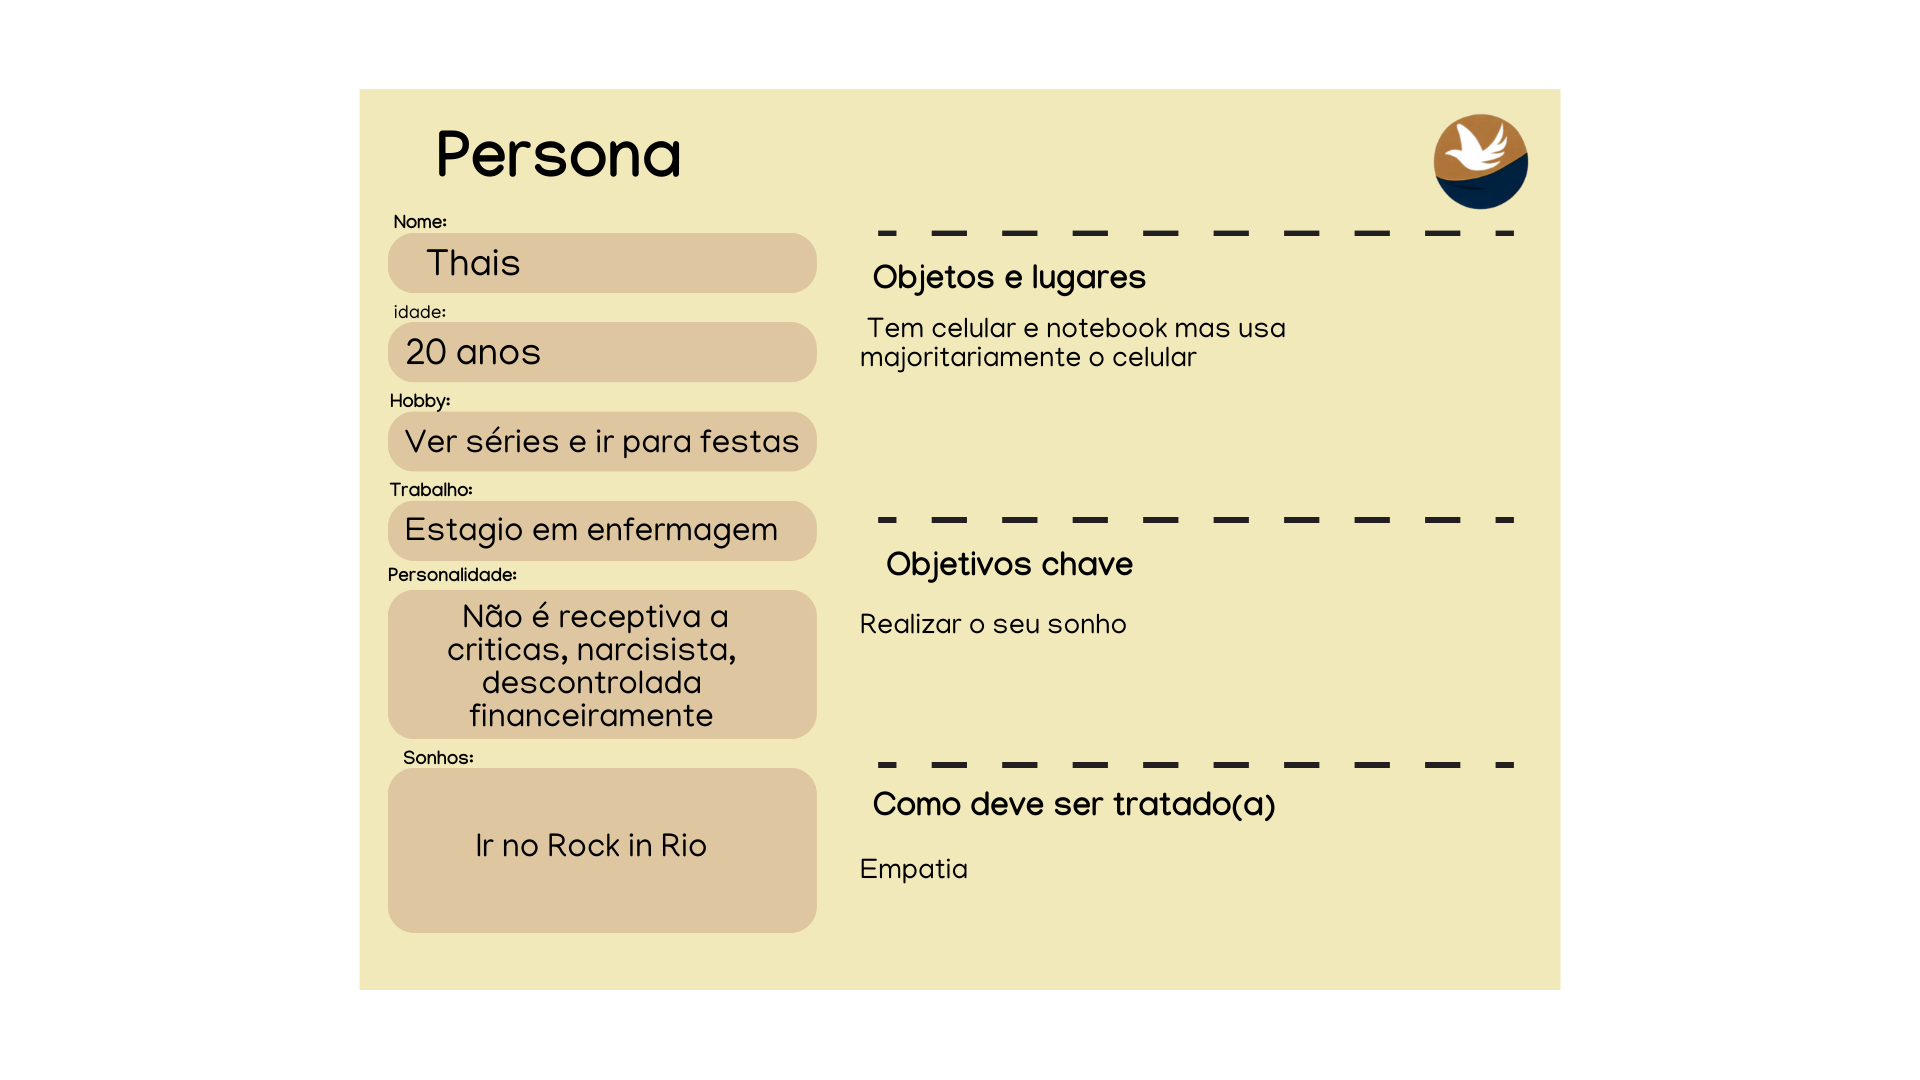 Persona
Nome:
Thais
idade:
20 anos
Hobby:
Ver séries e ir para festas
Trabalho:
Estagio em enfermagem
Personalidade:
Não é receptiva a
criticas, narcisista,
descontrolada
financeiramente
Sonhos:
Ir no Rock in Rio
Objetos e lugares
Tem celular e notebook mas usa
majoritariamente o celular
Objetivos chave
Realizar o seu sonho
Como deve ser tratado(a)
Empatia